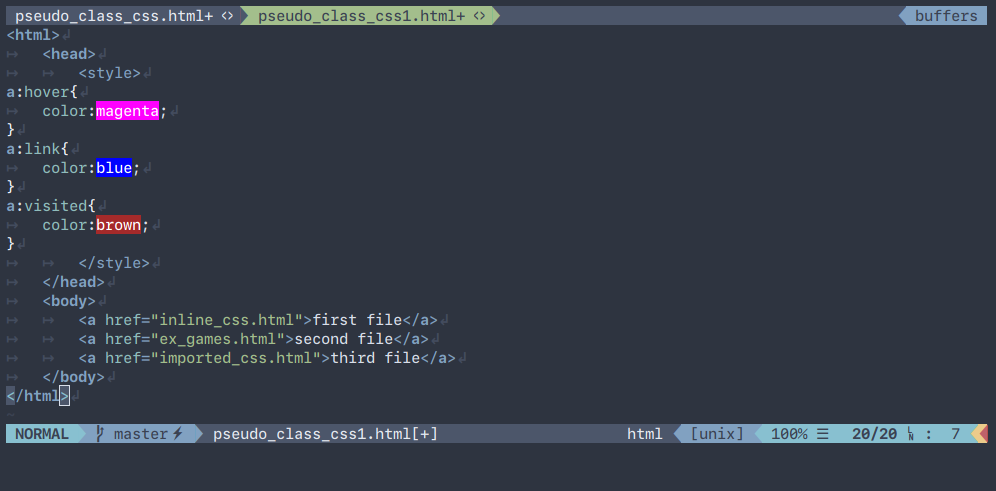 pseudo_class_css.html+ <> pseudo_class_css1.html+ <> buffers
<html>
<head>
<style>
a:hover{
color:magenta;
}
a:link{
color:blue;
}
a:visited{
color:brown;
}
</style>
</head>
<body>
<a href="inline_css.html">first file</a>
<a href="ex_games.html">second file</a>
<a href="imported_css.html">third file</a>
</body>
</html>
~
NORMAL master pseudo_class_css1.html[+] html [unix] 100% ☰ 20/20 ␤ : 7